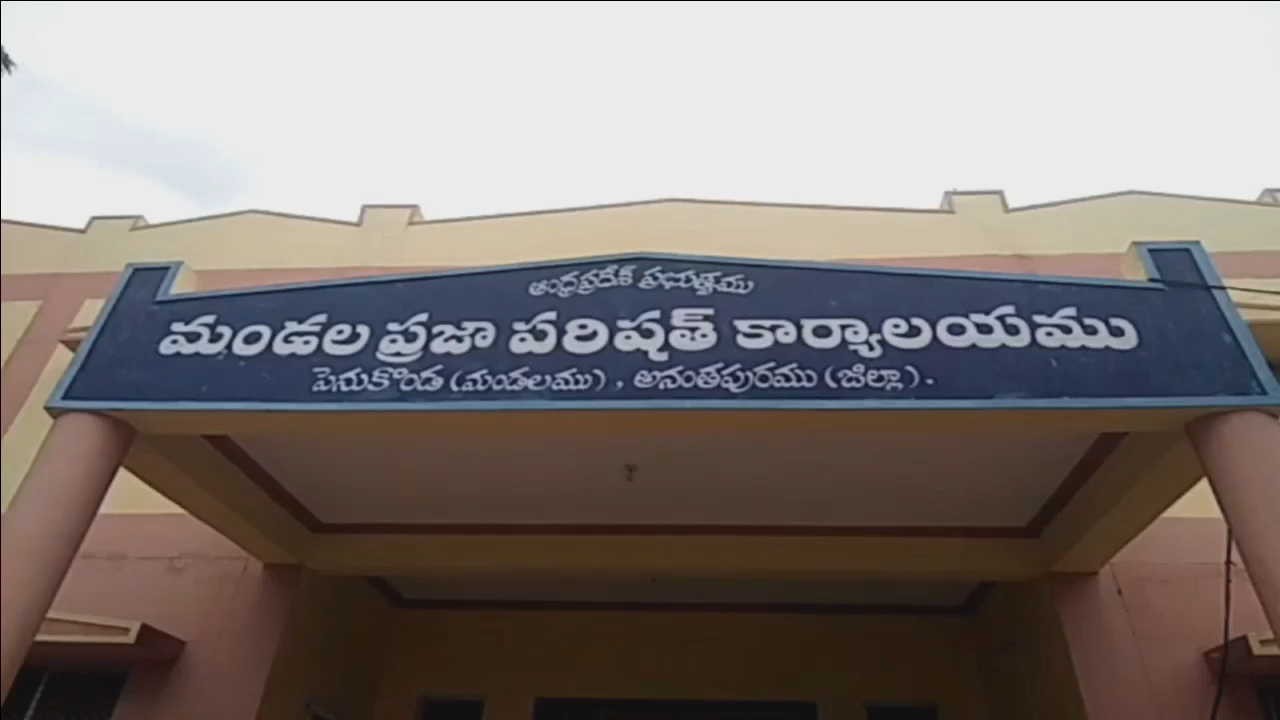 ఆంధ్రప్రదేశ్ ప్రభుత్వము
మండల ప్రజా పరిషత్ కార్యాలయము
పెనుకొండ (మండలము), అనంతపురము (జిల్లా).